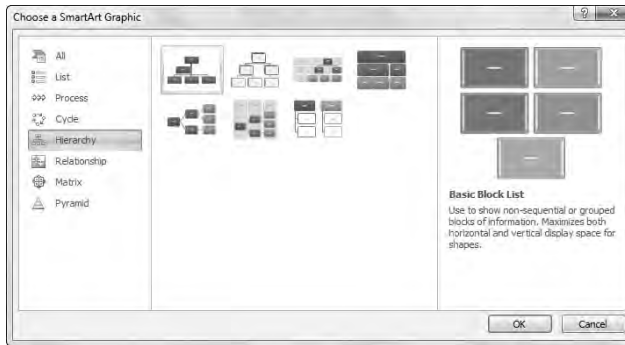 Choose a SmartArt Graphic
All
List
Process
Cycle
Hierarchy
Relationship
Matrix
Pyramid
Basic Block List
Use to show non-sequential or grouped
blocks of information. Maximizes both
horizontal and vertical display space for
shapes.
OK
Cancel